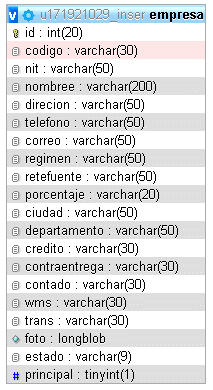 v u171921029_inser empresa
id : int(20)
codigo : varchar(30)
nit : varchar(50)
nombree : varchar(200)
direcion : varchar(50)
telefono : varchar(50)
correo : varchar(50)
regimen : varchar(50)
retefuente : varchar(50)
porcentaje : varchar(20)
ciudad : varchar(50)
departamento : varchar(50)
credito : varchar(30)
contraentrega : varchar(30)
contado : varchar(30)
wms : varchar(30)
trans : varchar(30)
foto : longblob
estado : varchar(9)
# principal : tinyint(1)